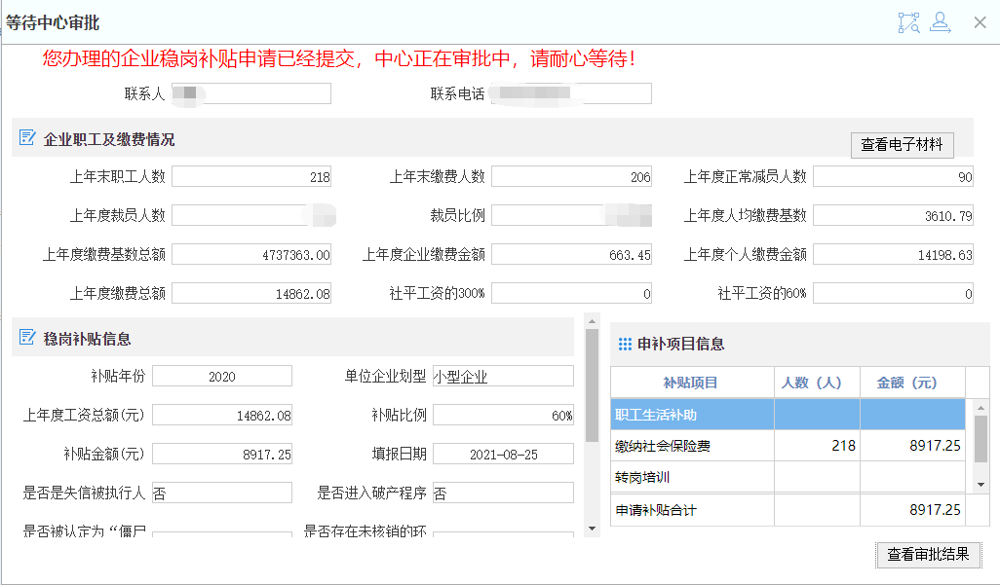 等待中心审批
您办理的企业稳岗补贴申请已经提交，中心正在审批中，请耐心等待！
联系人 联系电话
企业职工及缴费情况 查看电子材料
上年末职工人数 218 上年末缴费人数 206 上年度正常减员人数 90
上年度裁员人数 裁员比例 上年度人均缴费基数 3610.79
上年度缴费基数总额 4737363.00 上年度企业缴费金额 663.45 上年度个人缴费金额 14198.63
上年度缴费总额 14862.08 社平工资的300% 0 社平工资的60% 0
稳岗补贴信息
补贴年份 2020 单位企业划型 小型企业
上年度工资总额(元) 14862.08 补贴比例 60%
补贴金额(元) 8917.25 填报日期 2021-08-25
是否是失信被执行人 否 是否进入破产程序 否
是否被认定为“僵尸 是否存在未核销的环
申补项目信息
补贴项目 人数（人） 金额（元）
职工生活补助
缴纳社会保险费 218 8917.25
转岗培训
申请补贴合计 8917.25
查看审批结果